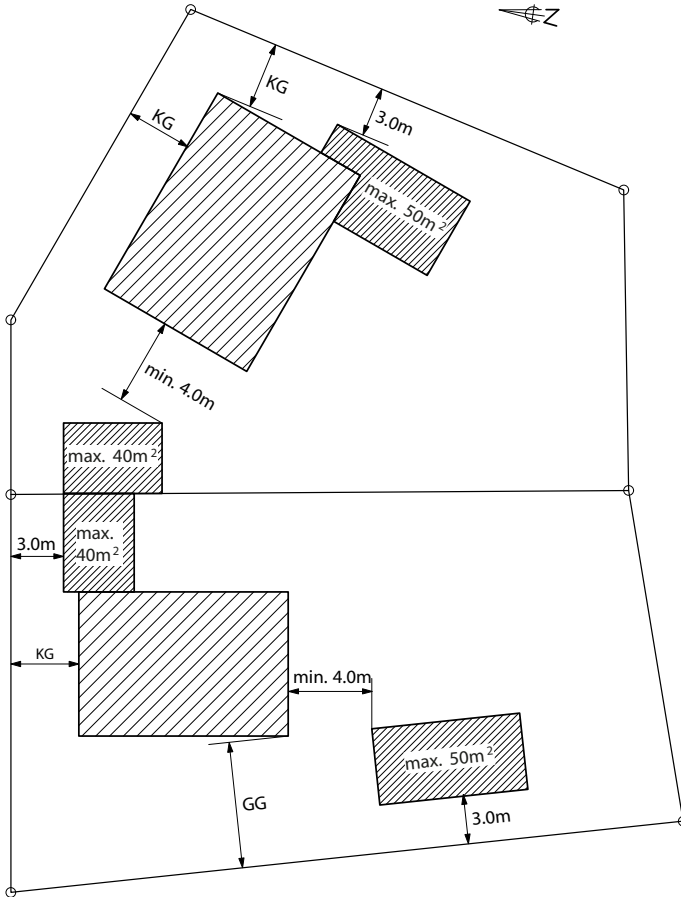 N
KG
KG
3.0m
max. 50m²
min. 4.0m
max. 40m²
max.
40m²
3.0m
KG
min. 4.0m
max. 50m²
GG
3.0m